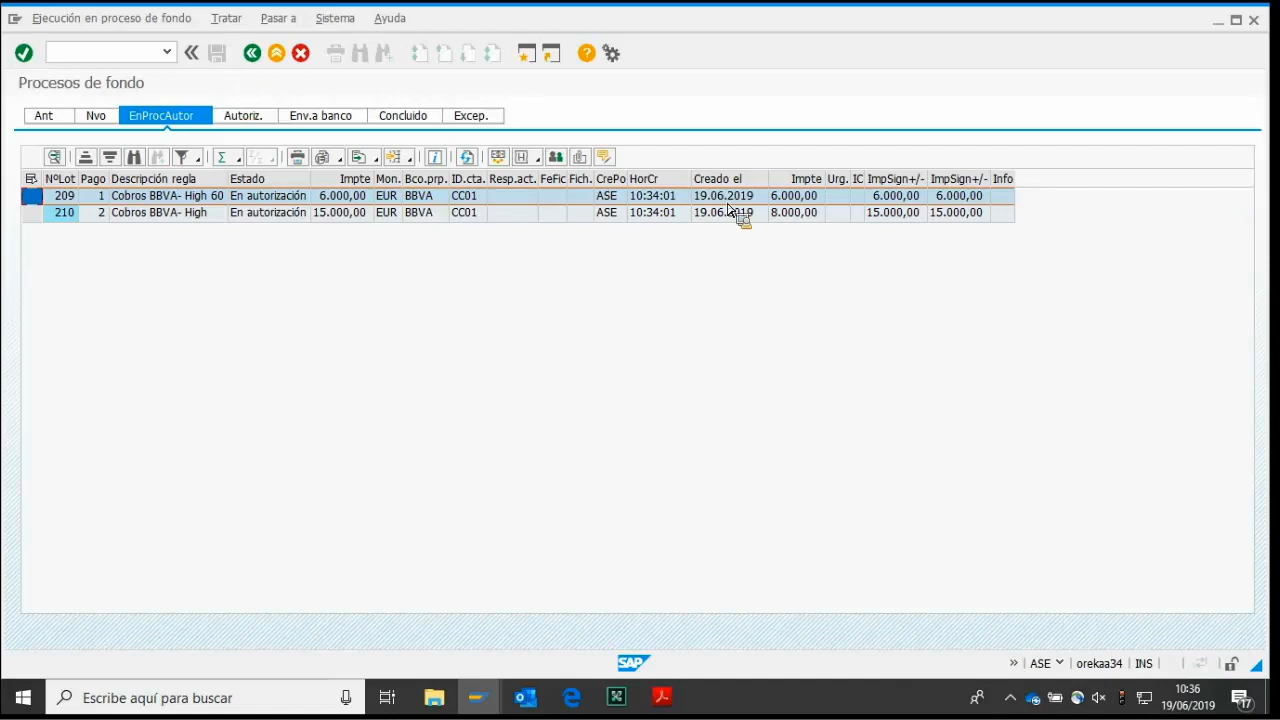 Ejecución en proceso de fondo Tratar Pasar a Sistema Ayuda
Procesos de fondo
Ant Nvo EnProcAutor Autoriz. Env.a banco Concluido Excep.
NºLot Pago Descripción regla Estado Impte Mon. Bco.prp. ID.cta. Resp.act. FeFic Fich. CrePo HorCr Creado el Impte Urg. IC ImpSign+/- ImpSign+/- Info
209 1 Cobros BBVA- High 60 En autorización 6.000,00 EUR BBVA CC01 ASE 10:34:01 19.06.2019 6.000,00 6.000,00 6.000,00
210 2 Cobros BBVA- High En autorización 15.000,00 EUR BBVA CC01 ASE 10:34:01 19.06.2019 8.000,00 15.000,00 15.000,00
SAP ASE orekaa34 INS
Escribe aquí para buscar
10:36
19/06/2019
17